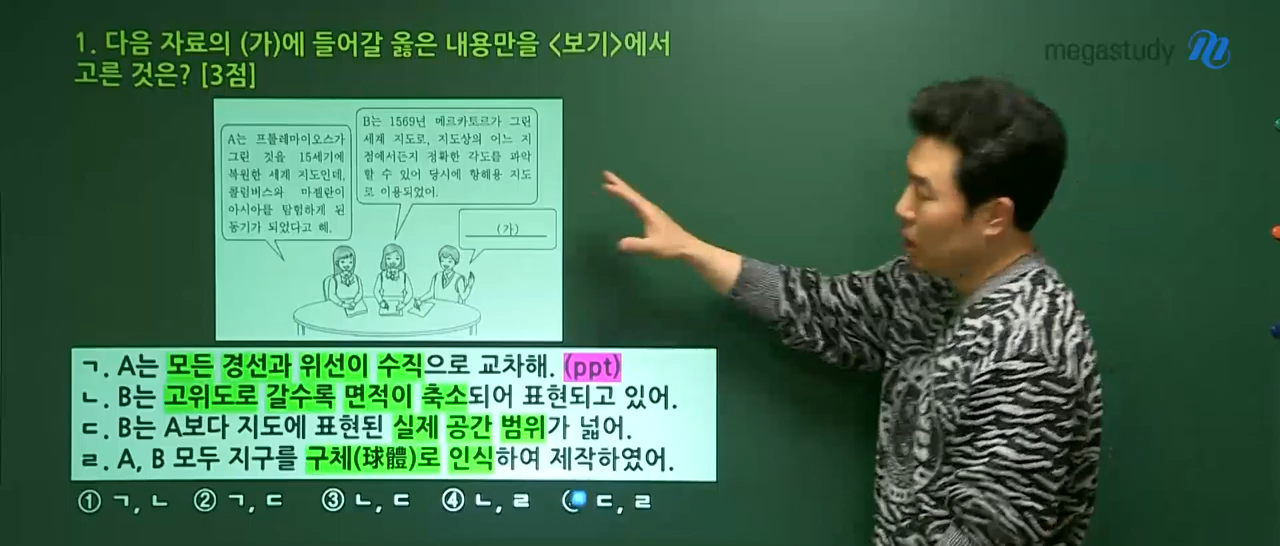 1. 다음 자료의 (가)에 들어갈 옳은 내용만을 <보기>에서
고른 것은? [3점]
megastudy
A는 프톨레마이오스가
그린 것을 15세기에
복원한 세계 지도인데,
콜럼버스와 마젤란이
아시아를 탐험하게 된
동기가 되었다고 해.
B는 1569년 메르카토르가 그린
세계 지도로, 지도상의 어느 지
점에서든지 정확한 각도를 파악
할 수 있어 당시에 항해용 지도
로 이용되었어.
(가)
ㄱ. A는 모든 경선과 위선이 수직으로 교차해. (ppt)
ㄴ. B는 고위도로 갈수록 면적이 축소되어 표현되고 있어.
ㄷ. B는 A보다 지도에 표현된 실제 공간 범위가 넓어.
ㄹ. A, B 모두 지구를 구체(球體)로 인식하여 제작하였어.
① ㄱ, ㄴ ② ㄱ, ㄷ ③ ㄴ, ㄷ ④ ㄴ, ㄹ ㄷ, ㄹ